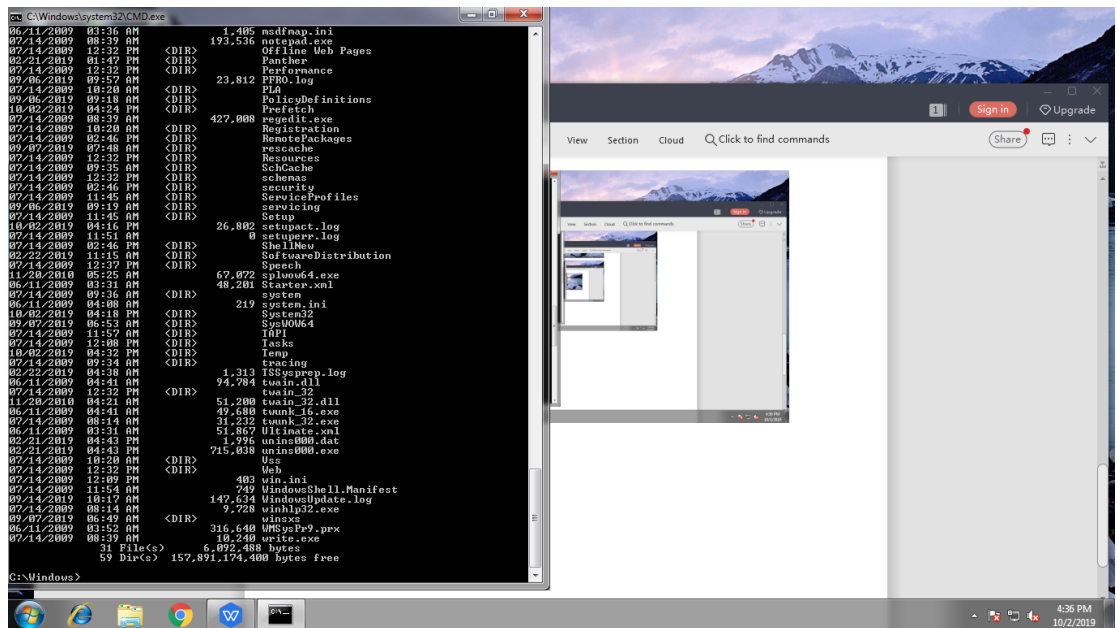 C:\Windows\system32\CMD.exe
06/11/2009  03:36 AM             1,405 msdfmap.ini
07/14/2009  08:39 AM           193,536 notepad.exe
07/14/2009  12:32 PM    <DIR>          Offline Web Pages
02/21/2019  01:47 PM    <DIR>          Panther
07/14/2009  12:32 PM    <DIR>          Performance
09/06/2019  09:57 AM            23,812 PFRO.log
07/14/2009  10:20 AM    <DIR>          PLA
09/06/2019  09:18 AM    <DIR>          PolicyDefinitions
10/02/2019  04:24 PM    <DIR>          Prefetch
07/14/2009  08:39 AM           427,008 regedit.exe
07/14/2009  10:20 AM    <DIR>          Registration
07/14/2009  02:46 PM    <DIR>          RemotePackages
09/07/2019  07:48 AM    <DIR>          rescache
07/14/2009  12:32 PM    <DIR>          Resources
07/14/2009  09:35 AM    <DIR>          SchCache
07/14/2009  12:32 PM    <DIR>          schemas
07/14/2009  02:46 PM    <DIR>          security
07/14/2009  11:45 AM    <DIR>          ServiceProfiles
09/06/2019  09:19 AM    <DIR>          servicing
07/14/2009  11:45 AM    <DIR>          Setup
10/02/2019  04:16 PM            26,802 setupact.log
07/14/2009  11:51 AM                 0 setuperr.log
07/14/2009  02:46 PM    <DIR>          ShellNew
02/22/2019  11:15 AM    <DIR>          SoftwareDistribution
07/14/2009  12:37 PM    <DIR>          Speech
11/20/2010  05:25 AM            67,072 splwow64.exe
06/11/2009  03:31 AM            48,201 Starter.xml
07/14/2009  09:36 AM    <DIR>          system
06/11/2009  04:08 AM               219 system.ini
10/02/2019  04:18 PM    <DIR>          System32
09/07/2019  06:53 AM    <DIR>          SysWOW64
07/14/2009  11:57 AM    <DIR>          TAPI
07/14/2009  12:08 PM    <DIR>          Tasks
10/02/2019  04:32 PM    <DIR>          Temp
07/14/2009  09:34 AM    <DIR>          tracing
02/22/2019  04:38 PM             1,313 TSSysprep.log
06/11/2009  04:41 AM            94,784 twain.dll
07/14/2009  12:32 PM    <DIR>          twain_32
11/20/2010  04:21 AM            51,200 twain_32.dll
06/11/2009  04:41 AM            49,680 twunk_16.exe
07/14/2009  08:14 AM            31,232 twunk_32.exe
06/11/2009  03:31 AM            51,867 Ultimate.xml
02/21/2019  04:43 PM             1,996 unins000.dat
02/21/2019  04:43 PM           715,038 unins000.exe
07/14/2009  10:20 AM    <DIR>          Vss
07/14/2009  12:32 PM    <DIR>          Web
07/14/2009  12:09 PM               403 win.ini
07/14/2009  11:54 AM               749 WindowsShell.Manifest
09/14/2019  10:17 AM           147,634 WindowsUpdate.log
07/14/2009  08:14 AM             9,728 winhlp32.exe
09/07/2019  06:49 AM    <DIR>          winsxs
06/11/2009  03:52 AM           316,640 WMSysPr9.prx
07/14/2009  08:39 AM            10,240 write.exe
31 File(s)      6,092,488 bytes
59 Dir(s)  157,891,174,400 bytes free
C:\Windows>
1 Sign in Upgrade
View Section Cloud Click to find commands Share
Sign in Upgrade
View Section Cloud Click to find commands Share
4:36 PM
10/2/2019
4:36 PM
10/2/2019